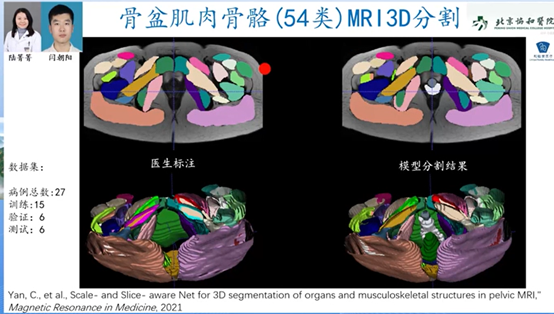 骨盆肌肉骨骼(54类)MRI3D分割
北京协和医院
陆菁菁 闫朝阳
数据集:
病例总数:27
训练:15
验证:6
测试:6
医生标注
模型分割结果
Yan, C., et al., Scale- and Slice- aware Net for 3D segmentation of organs and musculoskeletal structures in pelvic MRI,"
Magnetic Resonance in Medicine, 2021